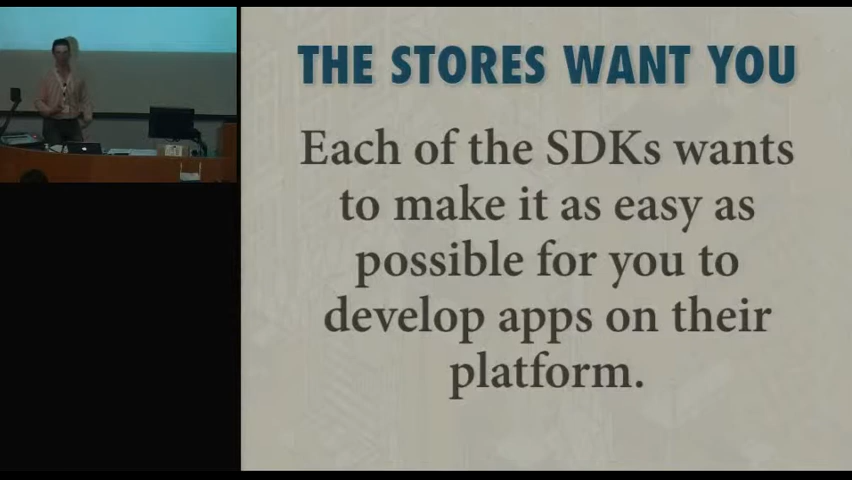 THE STORES WANT YOU
Each of the SDKs wants
to make it as easy as
possible for you to
develop apps on their
platform.